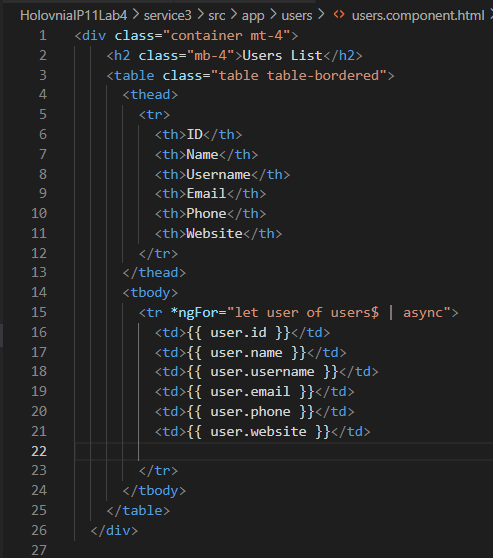 HolovniaIP11Lab4 > service3 > src > app > users > <> users.component.html >
1 <div class="container mt-4">
2 <h2 class="mb-4">Users List</h2>
3 <table class="table table-bordered">
4 <thead>
5 <tr>
6 <th>ID</th>
7 <th>Name</th>
8 <th>Username</th>
9 <th>Email</th>
10 <th>Phone</th>
11 <th>Website</th>
12 </tr>
13 </thead>
14 <tbody>
15 <tr *ngFor="let user of users$ | async">
16 <td>{{ user.id }}</td>
17 <td>{{ user.name }}</td>
18 <td>{{ user.username }}</td>
19 <td>{{ user.email }}</td>
20 <td>{{ user.phone }}</td>
21 <td>{{ user.website }}</td>
22
23 </tr>
24 </tbody>
25 </table>
26 </div>
27